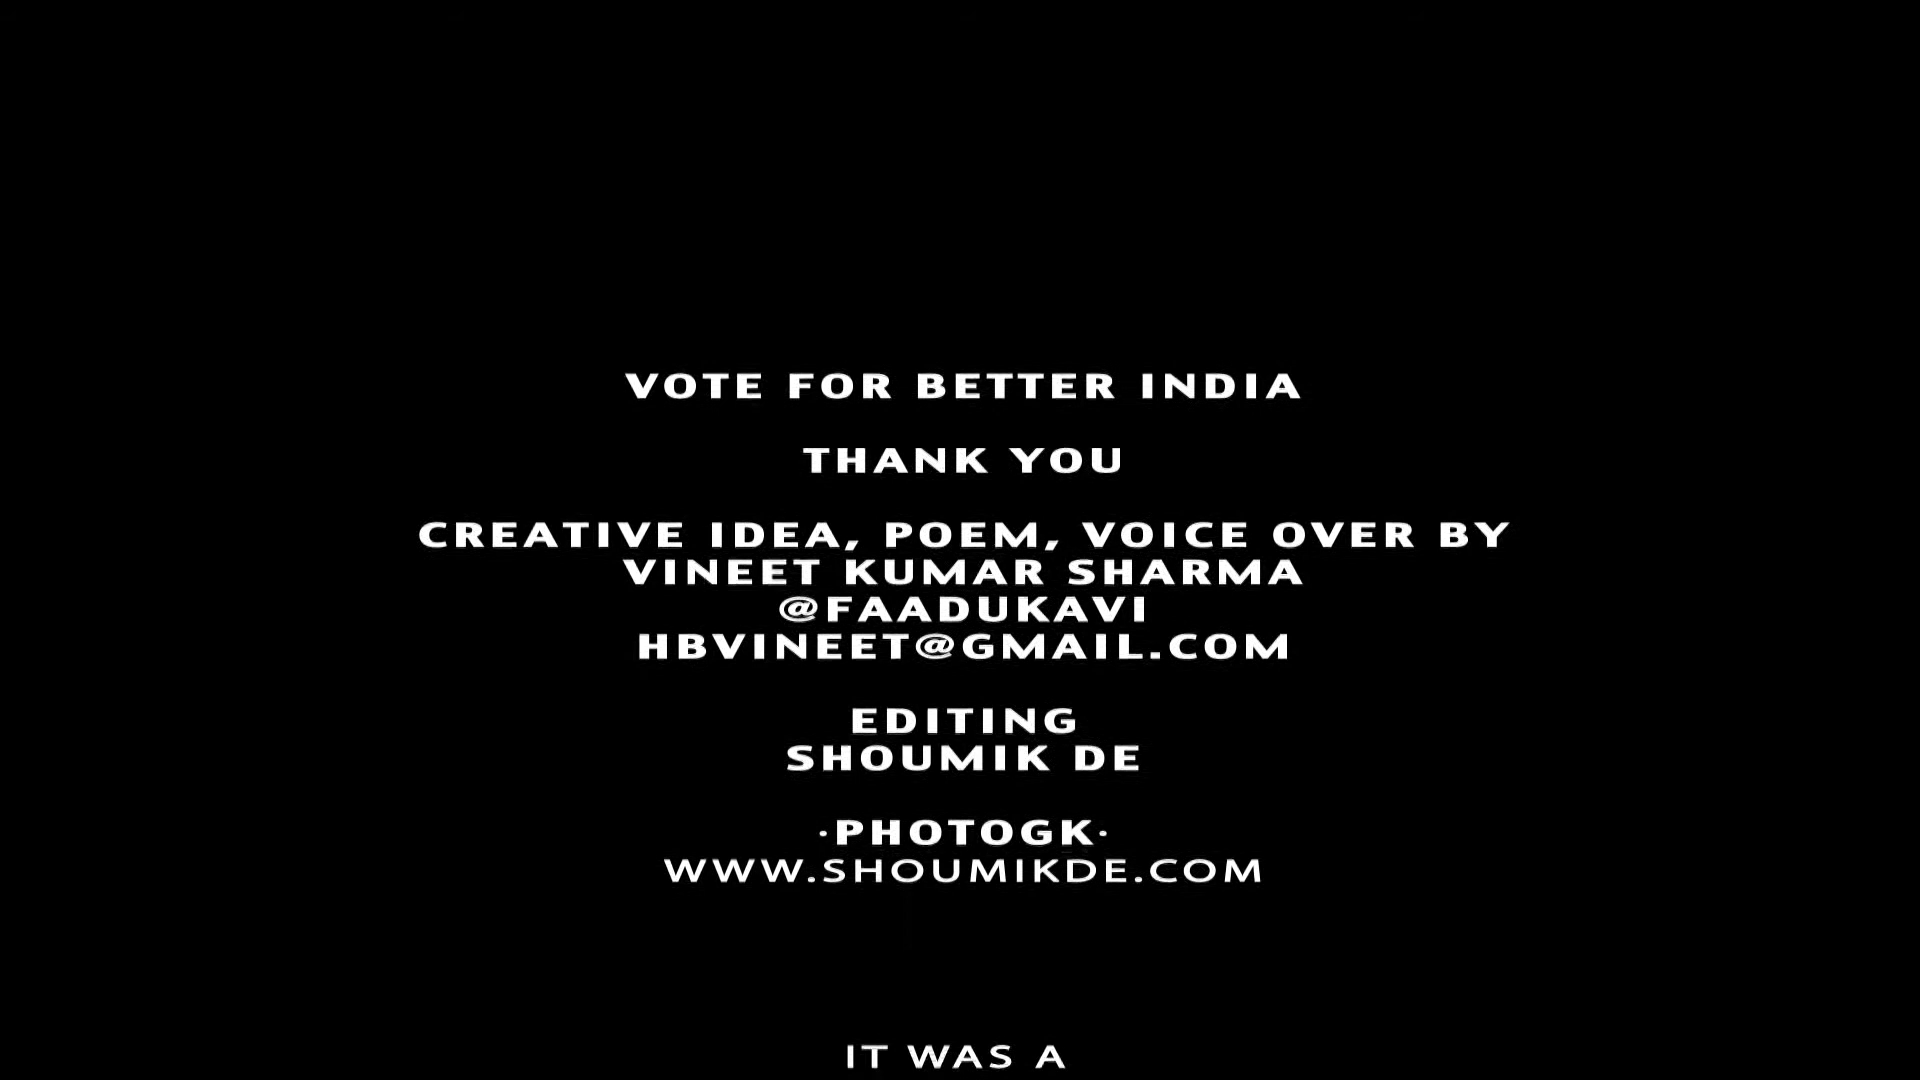 VOTE FOR BETTER INDIA
THANK YOU
CREATIVE IDEA, POEM, VOICE OVER BY
VINEET KUMAR SHARMA
@FAADUKAVI
HBVINEET@GMAIL.COM
EDITING
SHOUMIK DE
·PHOTOGK·
WWW.SHOUMIKDE.COM
IT WAS A